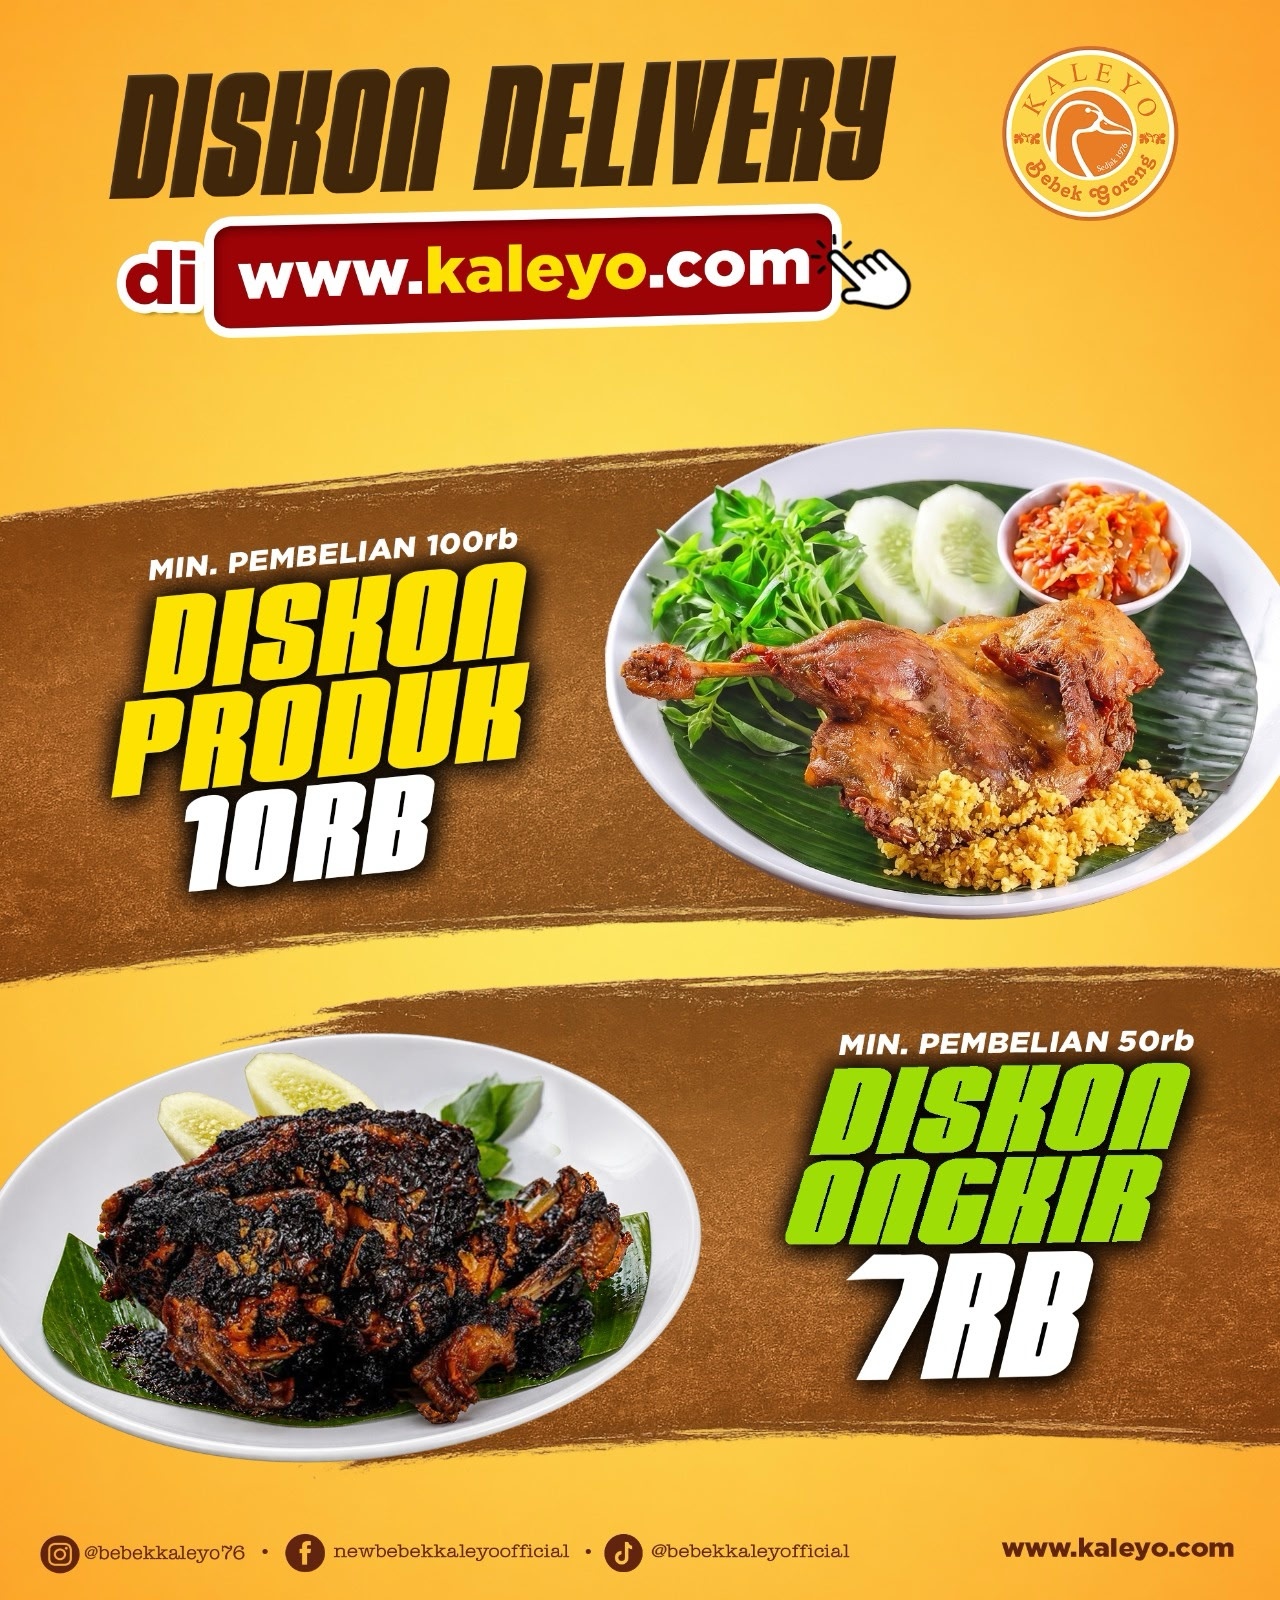 DISKON DELIVERY
KALEYO
Sedjak 1976
Bebek Goreng
di www.kaleyo.com
MIN. PEMBELIAN 100rb
DISKON
PRODUK
10RB
MIN. PEMBELIAN 50rb
DISKON
ONGKIR
7RB
@bebekkaleyo76 • newbebekkaleyoofficial • @bebekkaleyofficial
www.kaleyo.com